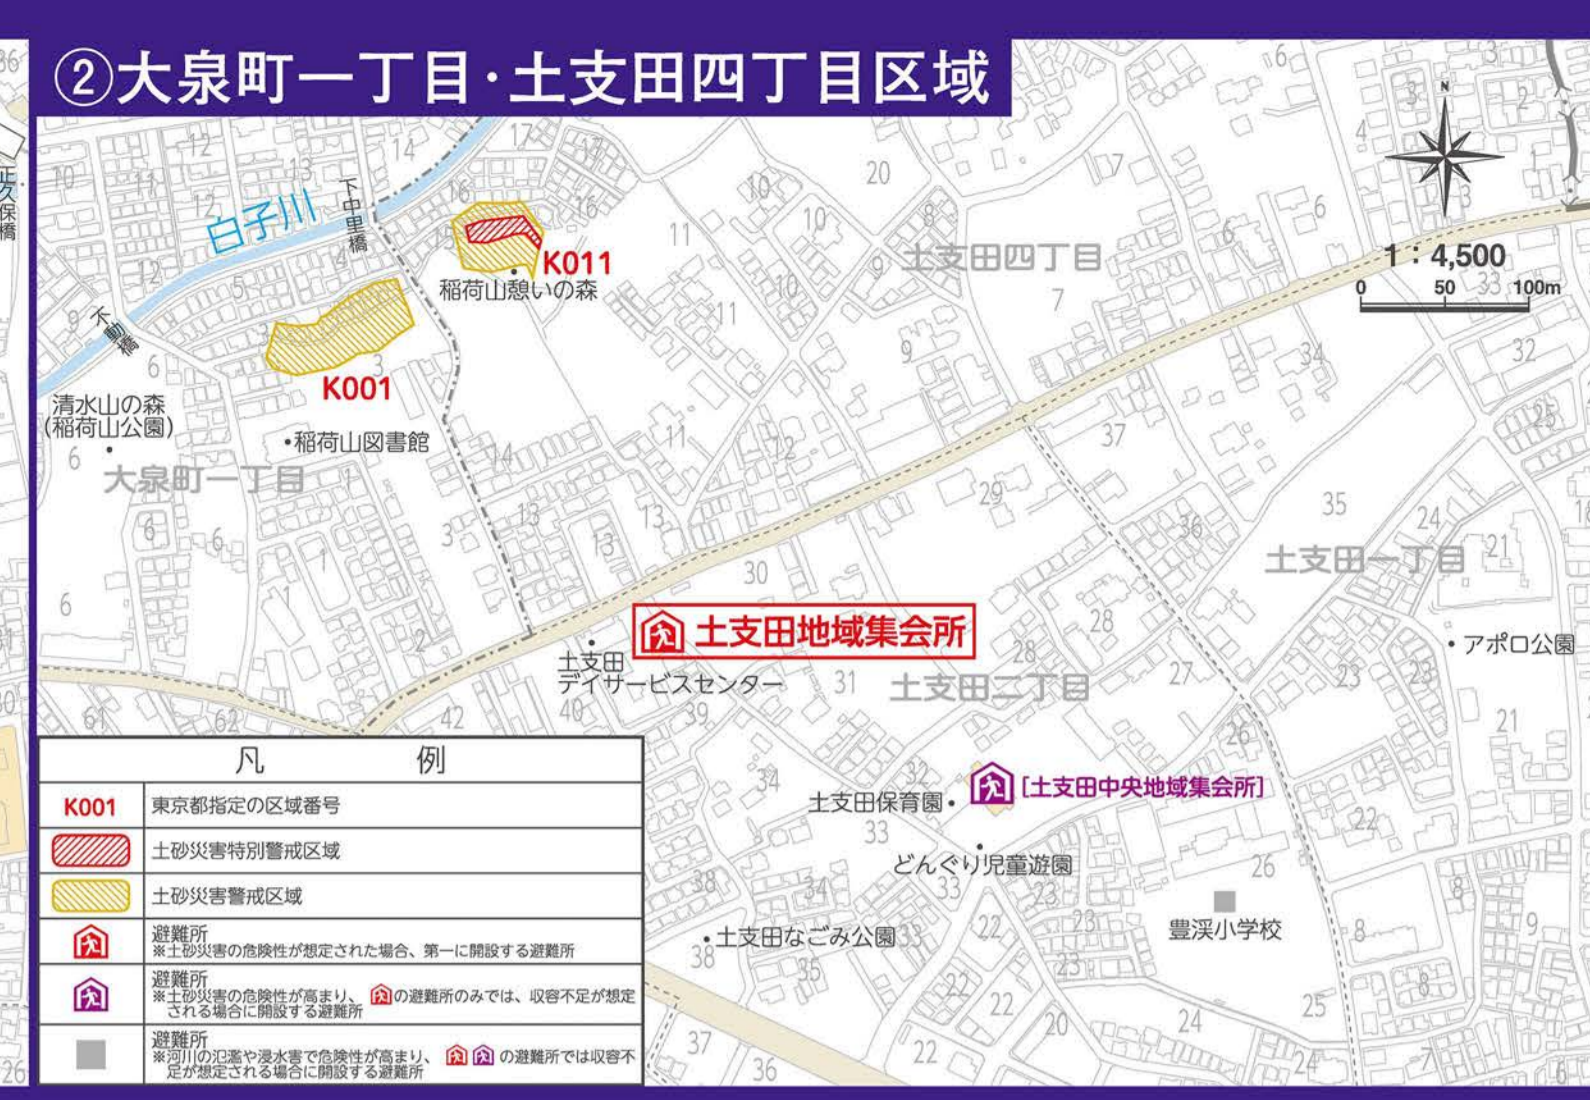 ②大泉町一丁目・土支田四丁目区域
正久保橋
白子川
下中里橋
不動橋
K011
稲荷山憩いの森
K001
清水山の森
(稲荷山公園)
稲荷山図書館
大泉町一丁目
土支田四丁目
N
1:4,500
0 50 100m
土支田一丁目
アポロ公園
土支田地域集会所
土支田
デイサービスセンター
土支田二丁目
土支田保育園
[土支田中央地域集会所]
どんぐり児童遊園
豊渓小学校
土支田なごみ公園
凡例
K001 東京都指定の区域番号
土砂災害特別警戒区域
土砂災害警戒区域
避難所
※土砂災害の危険性が想定された場合、第一に開設する避難所
避難所
※土砂災害の危険性が高まり、の避難所のみでは、収容不足が想定
される場合に開設する避難所
避難所
※河川の氾濫や浸水害で危険性が高まり、の避難所では収容不
足が想定される場合に開設する避難所